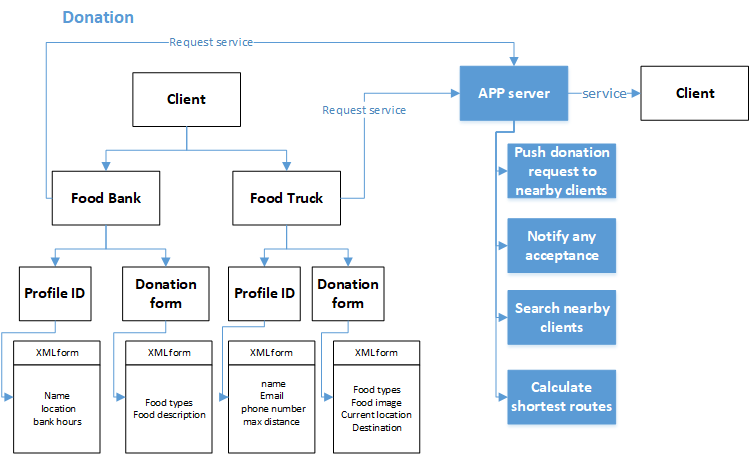 Donation
Request service
Client
APP server
service
Client
Request service
Push donation
request to
nearby clients
Food Bank
Food Truck
Notify any
acceptance
Profile ID
Donation
form
Profile ID
Donation
form
Search nearby
clients
XMLform
XMLform
XMLform
XMLform
Name
location
bank hours
Food types
Food description
name
Email
phone number
max distance
Food types
Food image
Current location
Destination
Calculate
shortest routes